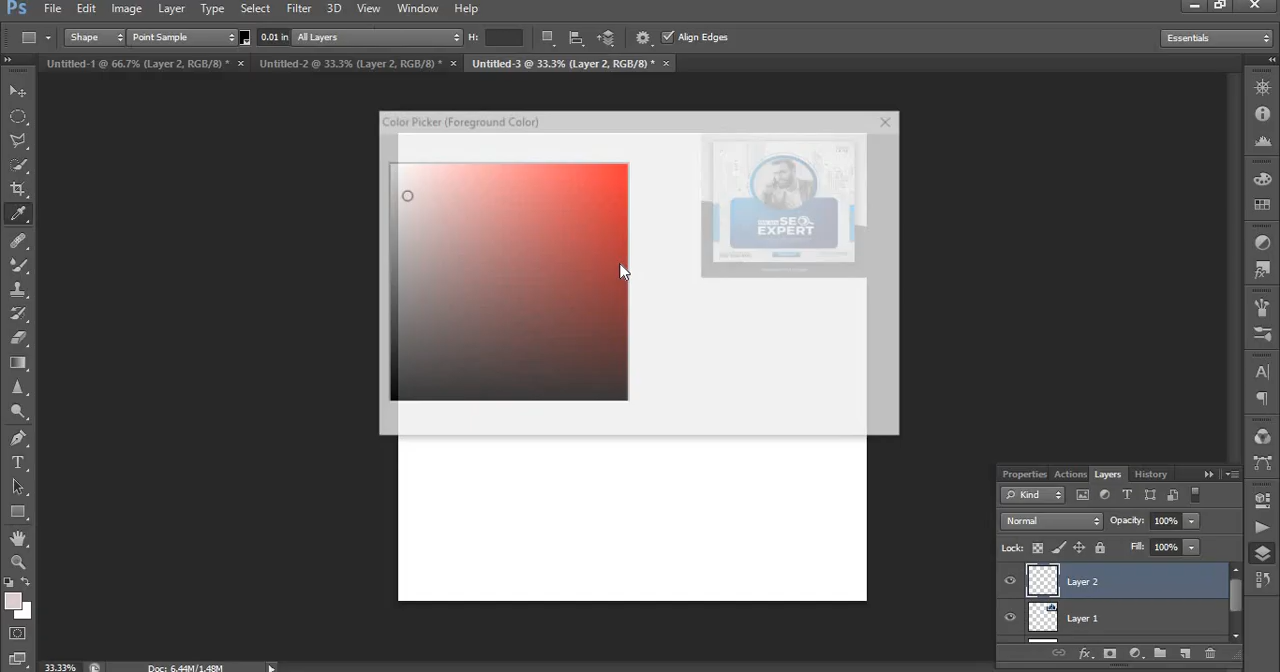 Ps File Edit Image Layer Type Select Filter 3D View Window Help
Shape Point Sample 0.01 in All Layers H: Align Edges Essentials
Untitled-1 @ 66.7% (Layer 2, RGB/8) * Untitled-2 @ 33.3% (Layer 2, RGB/8) * Untitled-3 @ 33.3% (Layer 2, RGB/8) *
Color Picker (Foreground Color)
SEO
EXPERT
Properties Actions Layers History
Kind
Normal Opacity: 100%
Lock: Fill: 100%
Layer 2
Layer 1
33.33% Doc: 6.44M/1.48M